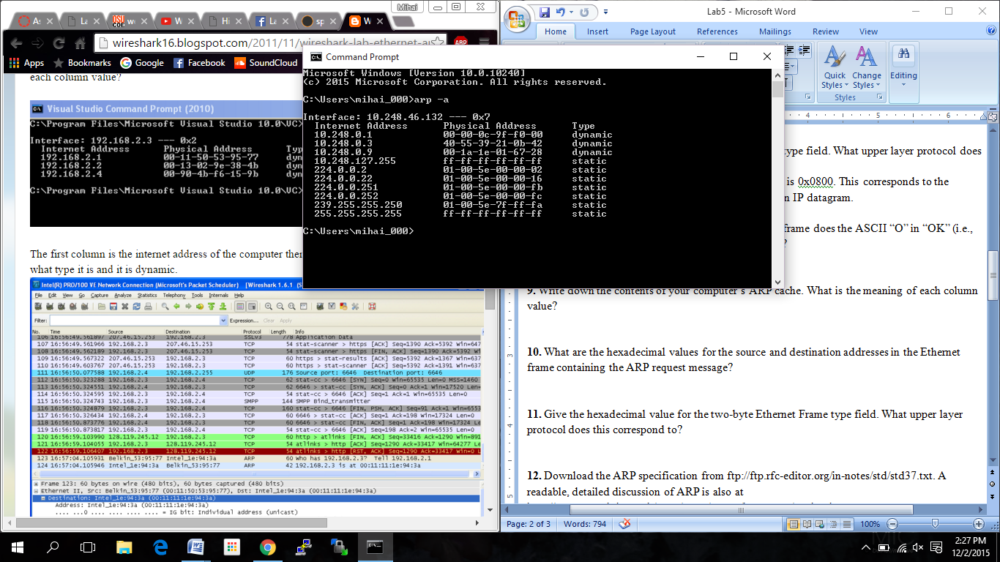 Mihai
As
La
we
W
Hi
La
sp
W
wireshark16.blogspot.com/2011/11/wireshark-lab-ethernet-a
ABP
Apps
Bookmarks
Google
Facebook
SoundCloud
each column value?
Visual Studio Command Prompt (2010)
C:\Program Files\Microsoft Visual Studio 10.0\VC>
Interface: 192.168.2.3 --- 0x2
Internet Address Physical Address Ty
192.168.2.1 00-11-50-53-95-77 dyn
192.168.2.2 00-13-02-9e-38-4b dyn
192.168.2.4 00-90-4b-f6-15-9b dyn
C:\Program Files\Microsoft Visual Studio 10.0\VC>
The first column is the internet address of the computer then
what type it is and it is dynamic.
Intel(R) PRO/100 VE Network Connection (Microsoft's Packet Scheduler) [Wireshark 1.6.1 (S
File Edit View Go Capture Analyze Statistics Telephony Tools Internals Help
Filter: Expression... Clear Apply
No. Time Source Destination Protocol Length Info
106 16:56:49.561897 207.46.15.253 192.168.2.3 SSLv3 778 Application Data
107 16:56:49.561966 192.168.2.3 207.46.15.253 TCP 54 stat-scanner > https [ACK] Seq=1390 Ack=5392 Win=647
108 16:56:49.562189 192.168.2.3 207.46.15.253 TCP 54 stat-scanner > https [FIN, ACK] Seq=1390 Ack=5392 W
109 16:56:49.567322 207.46.15.253 192.168.2.3 TCP 60 https > stat-results [ACK] Seq=5392 Ack=1367 Win=637
110 16:56:49.603767 207.46.15.253 192.168.2.3 TCP 60 https > stat-scanner [ACK] Seq=5392 Ack=1391 Win=637
111 16:56:50.077588 192.168.2.4 192.168.2.255 UDP 176 Source port: 6646 Destination port: 6646
112 16:56:50.323288 192.168.2.3 192.168.2.4 TCP 62 stat-cc > 6646 [SYN] Seq=0 Win=65535 Len=0 MSS=1460
113 16:56:50.324551 192.168.2.4 192.168.2.3 TCP 62 6646 > stat-cc [SYN, ACK] Seq=0 Ack=1 Win=17520 Len=
114 16:56:50.324595 192.168.2.3 192.168.2.4 TCP 54 stat-cc > 6646 [ACK] Seq=1 Ack=1 Win=65535 Len=0
115 16:56:50.324743 192.168.2.3 192.168.2.4 SMPP 144 SMPP Bind_transmitter
116 16:56:50.324879 192.168.2.3 192.168.2.4 TCP 160 stat-cc > 6646 [FIN, PSH, ACK] Seq=91 Ack=1 Win=6553
117 16:56:50.326434 192.168.2.4 192.168.2.3 TCP 60 6646 > stat-cc [ACK] Seq=1 Ack=198 Win=17324 Len=0
118 16:56:50.873776 192.168.2.4 192.168.2.3 TCP 60 6646 > stat-cc [FIN, ACK] Seq=1 Ack=198 Win=17324 Le
119 16:56:50.873817 192.168.2.3 192.168.2.4 TCP 54 stat-cc > 6646 [ACK] Seq=198 Ack=2 Win=65535 Len=0
120 16:56:59.103990 128.119.245.12 192.168.2.3 TCP 60 http > atlinks [FIN, ACK] Seq=33416 Ack=1290 Win=891
121 16:56:59.104055 192.168.2.3 128.119.245.12 TCP 54 atlinks > http [ACK] Seq=1290 Ack=33417 Win=64277 L
122 16:56:59.106407 192.168.2.3 128.119.245.12 TCP 54 atlinks > http [RST, ACK] Seq=1290 Ack=33417 Win=0 L
123 16:57:04.105931 Belkin_53:95:77 Intel_1e:94:3a ARP 60 Who has 192.168.2.3? Tell 192.168.2.1
124 16:57:04.105946 Intel_1e:94:3a Belkin_53:95:77 ARP 42 192.168.2.3 is at 00:11:11:1e:94:3a
Frame 123: 60 bytes on wire (480 bits), 60 bytes captured (480 bits)
Ethernet II, Src: Belkin_53:95:77 (00:11:50:53:95:77), Dst: Intel_1e:94:3a (00:11:11:1e:94:3a)
Destination: Intel_1e:94:3a (00:11:11:1e:94:3a)
Address: Intel_1e:94:3a (00:11:11:1e:94:3a)
.... ...0 .... .... .... .... = IG bit: Individual address (unicast)
Command Prompt
Microsoft Windows [Version 10.0.10240]
(c) 2015 Microsoft Corporation. All rights reserved.
C:\Users\mihai_000>arp -a
Interface: 10.248.46.132 --- 0x7
Internet Address Physical Address Type
10.248.0.1 00-00-0c-9f-f0-00 dynamic
10.248.0.3 40-55-39-21-0b-42 dynamic
10.248.0.9 00-1a-1e-01-67-28 dynamic
10.248.127.255 ff-ff-ff-ff-ff-ff static
224.0.0.2 01-00-5e-00-00-02 static
224.0.0.22 01-00-5e-00-00-16 static
224.0.0.251 01-00-5e-00-00-fb static
224.0.0.252 01-00-5e-00-00-fc static
239.255.255.250 01-00-5e-7f-ff-fa static
255.255.255.255 ff-ff-ff-ff-ff-ff static
C:\Users\mihai_000>
Lab5 - Microsoft Word
Home Insert Page Layout References Mailings Review View
Quick Styles
Change Styles
Editing
Styles
4 5 6
type field. What upper layer protocol does
is 0x0800. This corresponds to the
n IP datagram.
frame does the ASCII “O” in “OK” (i.e.,
?
9. Write down the contents of your computer's ARP cache. What is the meaning of each column
value?
10. What are the hexadecimal values for the source and destination addresses in the Ethernet
frame containing the ARP request message?
11. Give the hexadecimal value for the two-byte Ethernet Frame type field. What upper layer
protocol does this correspond to?
12. Download the ARP specification from ftp://ftp.rfc-editor.org/in-notes/std/std37.txt. A
readable, detailed discussion of ARP is also at
3
4
5
Page: 2 of 3 Words: 794 100%
2:27 PM
12/2/2015